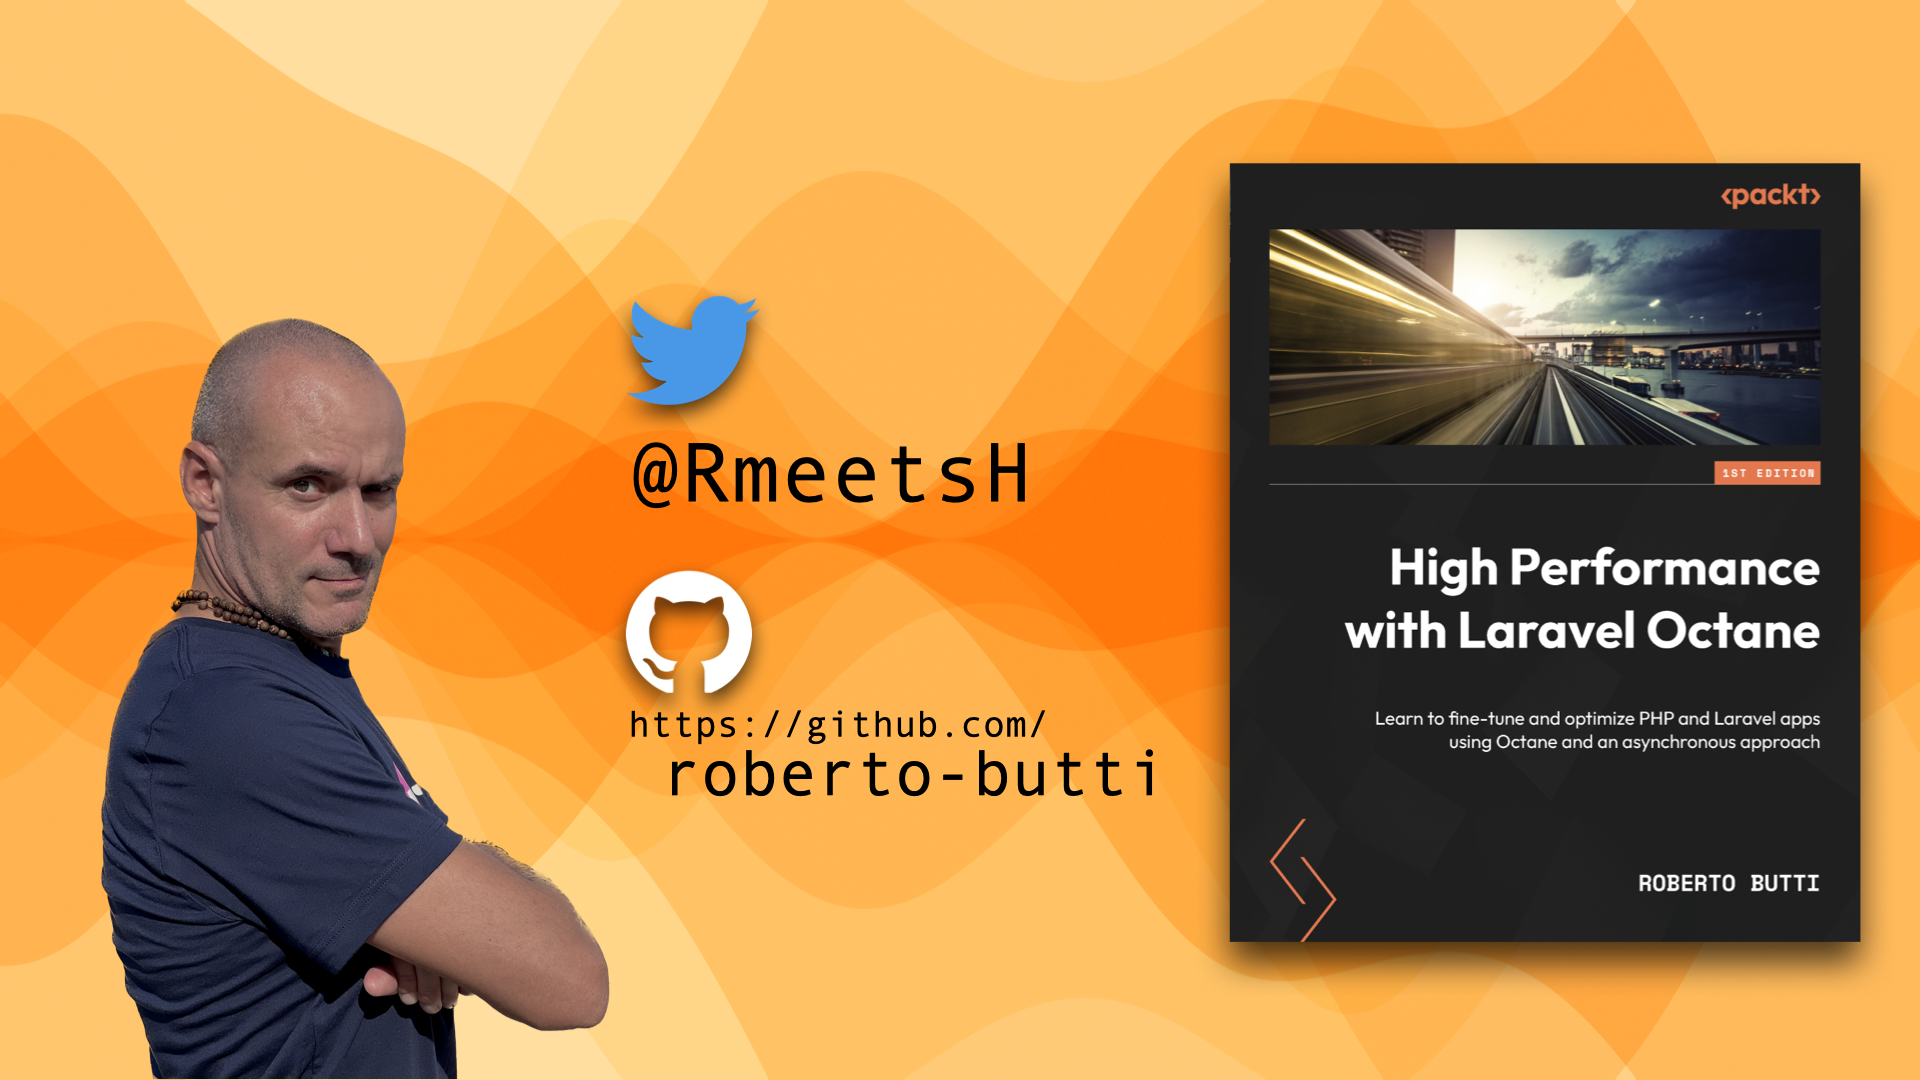 @RmeetsH
https://github.com/
roberto-butti
<packt>
1ST EDITION
High Performance
with Laravel Octane
Learn to fine-tune and optimize PHP and Laravel apps
using Octane and an asynchronous approach
ROBERTO BUTTI